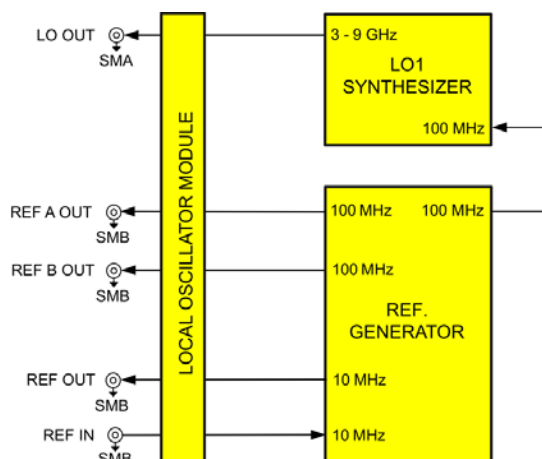 LO OUT
SMA
3 - 9 GHz
LO1
SYNTHESIZER
100 MHz
LOCAL OSCILLATOR MODULE
REF A OUT
SMB
100 MHz
100 MHz
REF B OUT
SMB
100 MHz
REF.
GENERATOR
REF OUT
SMB
10 MHz
REF IN
SMB
10 MHz